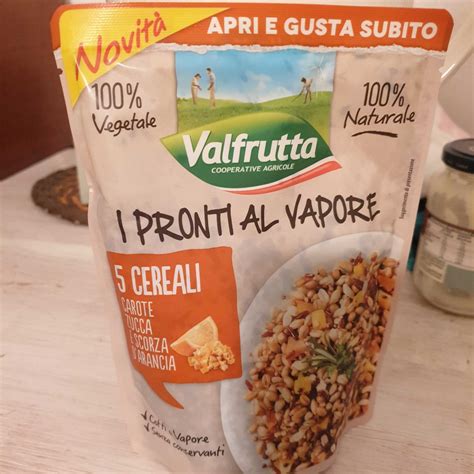 Novità
APRI E GUSTA SUBITO
100%
Vegetale
100%
Naturale
Valfrutta
COOPERATIVE AGRICOLE
I PRONTI AL VAPORE
5 CEREALI
CAROTE
ZUCCA
E SCORZA
D'ARANCIA
Cotti a Vapore
Senza conservanti